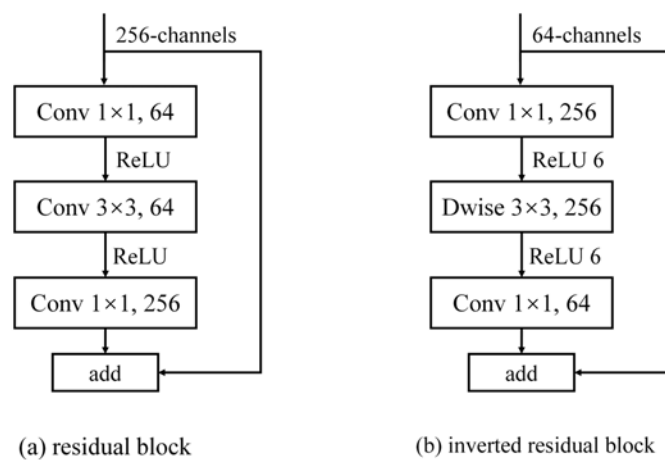 256-channels
Conv 1×1, 64
ReLU
Conv 3×3, 64
ReLU
Conv 1×1, 256
add
(a) residual block
64-channels
Conv 1×1, 256
ReLU 6
Dwise 3×3, 256
ReLU 6
Conv 1×1, 64
add
(b) inverted residual block